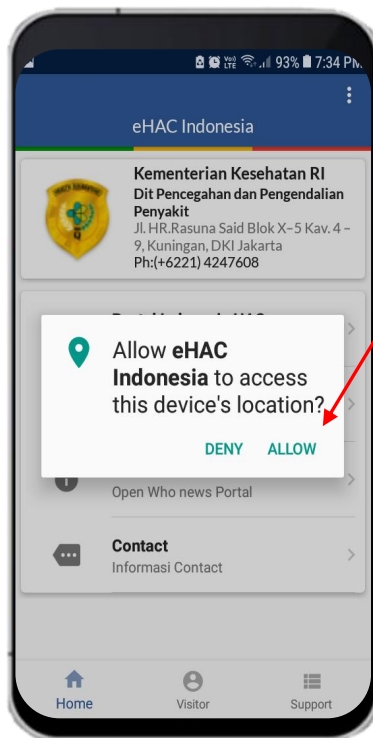 Voi)
LTE 93% 7:34 PM
eHAC Indonesia
Kementerian Kesehatan RI
Dit Pencegahan dan Pengendalian
Penyakit
Jl. HR.Rasuna Said Blok X-5 Kav. 4 –
9, Kuningan, DKI Jakarta
Ph:(+6221) 4247608
Allow eHAC
Indonesia to access
this device's location?
DENY ALLOW
Open Who news Portal
Contact
Informasi Contact
Home Visitor Support